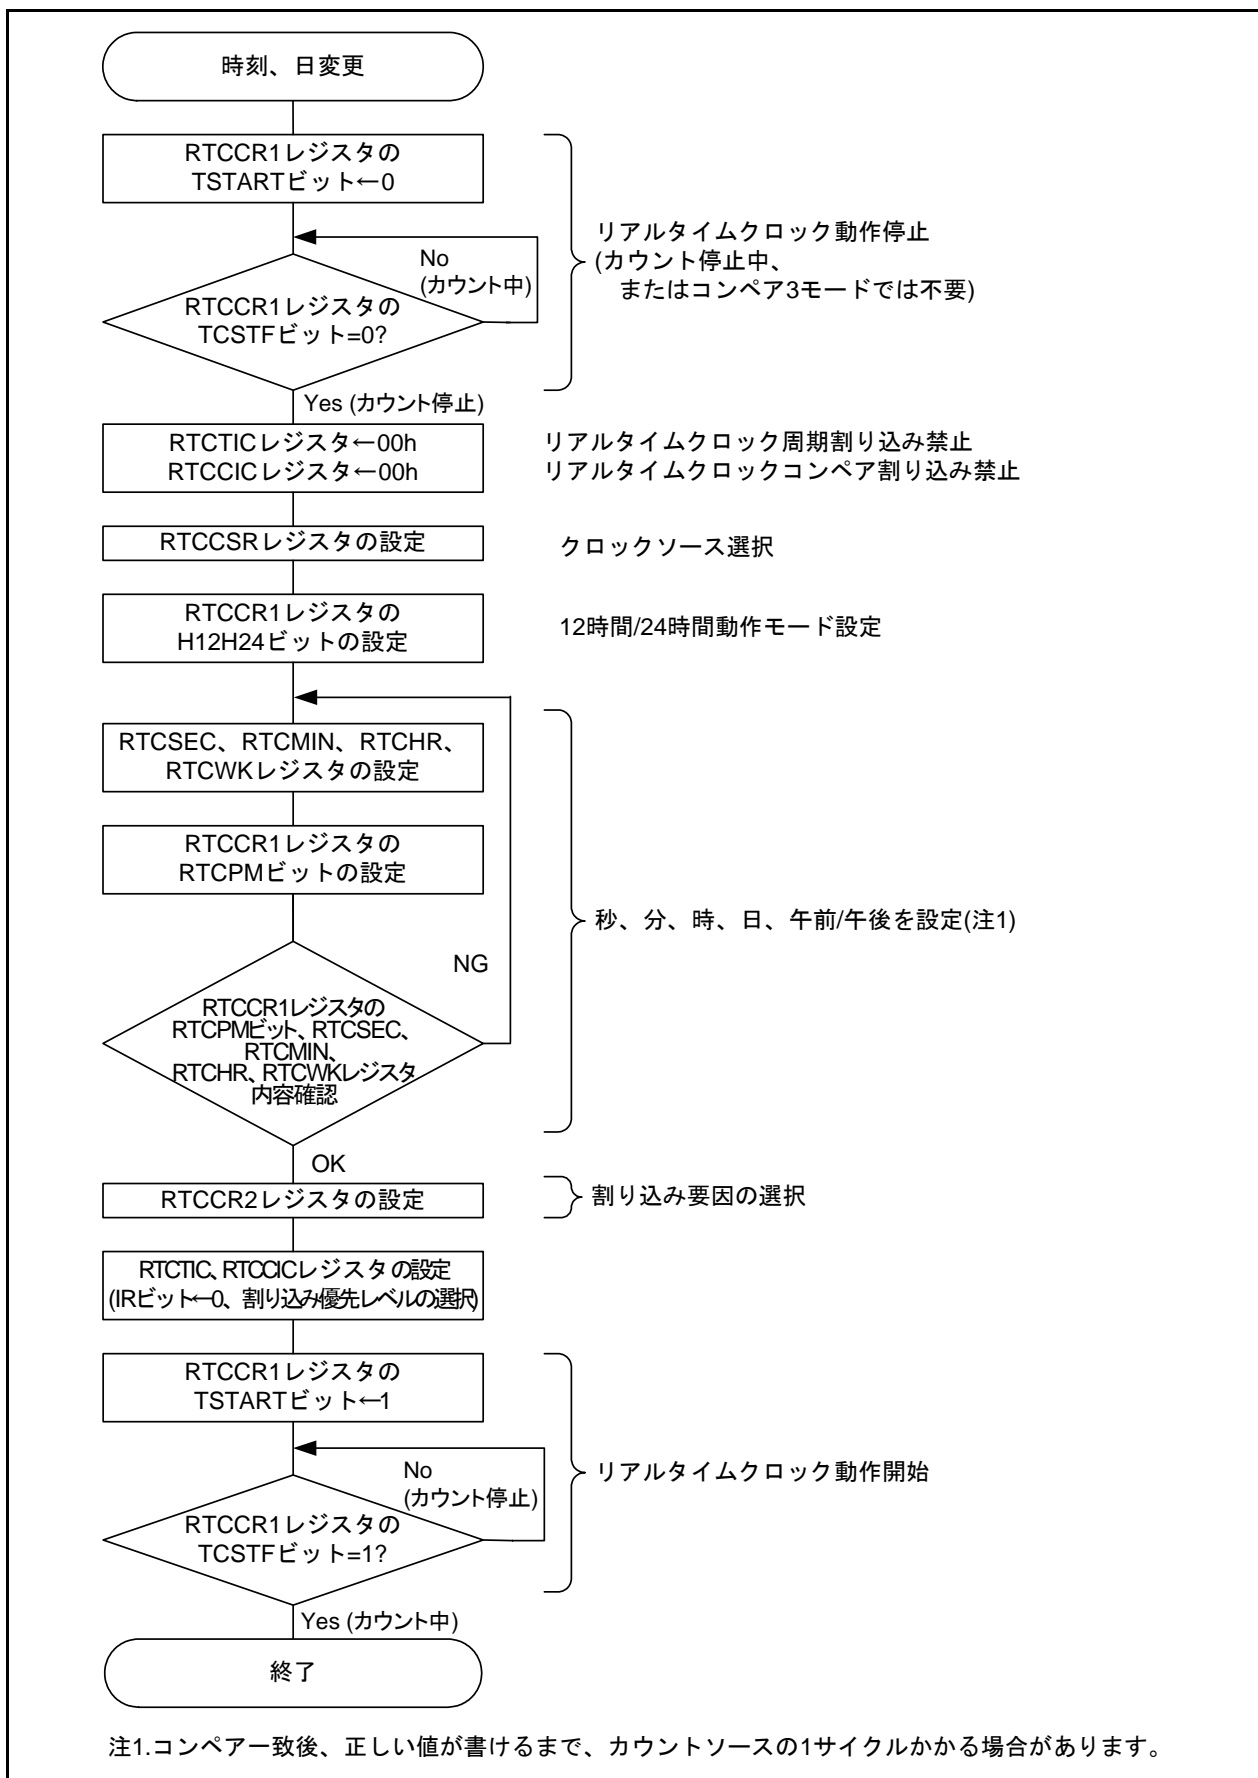 時刻、日変更
RTCCR1レジスタの
TSTARTビット←0
リアルタイムクロック動作停止
(カウント停止中、
またはコンペア3モードでは不要)
No
(カウント中)
RTCCR1レジスタの
TCSTFビット=0?
Yes (カウント停止)
RTCTICレジスタ←00h
RTCCICレジスタ←00h
リアルタイムクロック周期割り込み禁止
リアルタイムクロックコンペア割り込み禁止
RTCCSRレジスタの設定
クロックソース選択
RTCCR1レジスタの
H12H24ビットの設定
12時間/24時間動作モード設定
RTCSEC、RTCMIN、RTCHR、
RTCWKレジスタの設定
RTCCR1レジスタの
RTCPMビットの設定
秒、分、時、日、午前/午後を設定(注1)
NG
RTCCR1レジスタの
RTCPMビット、RTCSEC、
RTCMIN、
RTCHR、RTCWKレジスタ
内容確認
OK
RTCCR2レジスタの設定
割り込み要因の選択
RTCTIC、RTCCICレジスタの設定
(IRビット←0、割り込み優先レベルの選択)
RTCCR1レジスタの
TSTARTビット←1
リアルタイムクロック動作開始
No
(カウント停止)
RTCCR1レジスタの
TCSTFビット=1?
Yes (カウント中)
終了
注1.コンペア一致後、正しい値が書けるまで、カウントソースの1サイクルかかる場合があります。